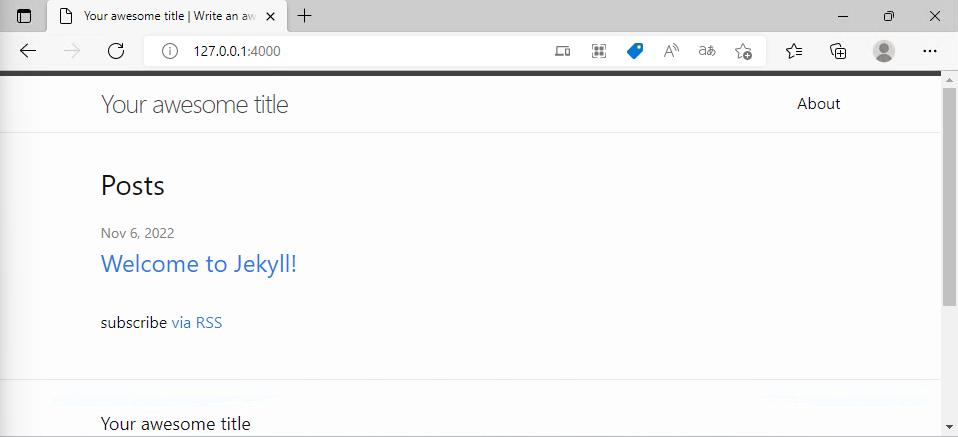 Your awesome title | Write an aw
127.0.0.1:4000
Your awesome title
About
Posts
Nov 6, 2022
Welcome to Jekyll!
subscribe via RSS
Your awesome title